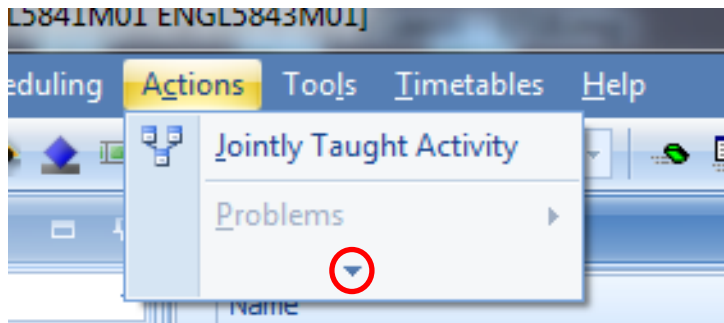 L5841M01 ENGL5843M01]
eduling Actions Tools Timetables Help
Jointly Taught Activity
Problems
Name